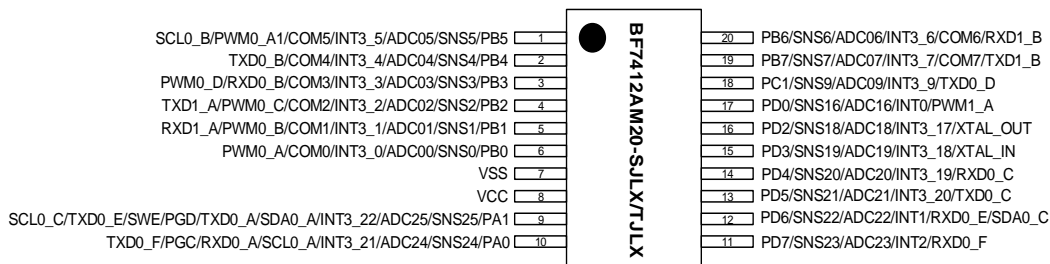 SCL0_B/PWM0_A1/COM5/INT3_5/ADC05/SNS5/PB5 1
TXD0_B/COM4/INT3_4/ADC04/SNS4/PB4 2
PWM0_D/RXD0_B/COM3/INT3_3/ADC03/SNS3/PB3 3
TXD1_A/PWM0_C/COM2/INT3_2/ADC02/SNS2/PB2 4
RXD1_A/PWM0_B/COM1/INT3_1/ADC01/SNS1/PB1 5
PWM0_A/COM0/INT3_0/ADC00/SNS0/PB0 6
VSS 7
VCC 8
SCL0_C/TXD0_E/SWE/PGD/TXD0_A/SDA0_A/INT3_22/ADC25/SNS25/PA1 9
TXD0_F/PGC/RXD0_A/SCL0_A/INT3_21/ADC24/SNS24/PA0 10
BF7412AM20-SJLX/TJLX
20 PB6/SNS6/ADC06/INT3_6/COM6/RXD1_B
19 PB7/SNS7/ADC07/INT3_7/COM7/TXD1_B
18 PC1/SNS9/ADC09/INT3_9/TXD0_D
17 PD0/SNS16/ADC16/INT0/PWM1_A
16 PD2/SNS18/ADC18/INT3_17/XTAL_OUT
15 PD3/SNS19/ADC19/INT3_18/XTAL_IN
14 PD4/SNS20/ADC20/INT3_19/RXD0_C
13 PD5/SNS21/ADC21/INT3_20/TXD0_C
12 PD6/SNS22/ADC22/INT1/RXD0_E/SDA0_C
11 PD7/SNS23/ADC23/INT2/RXD0_F